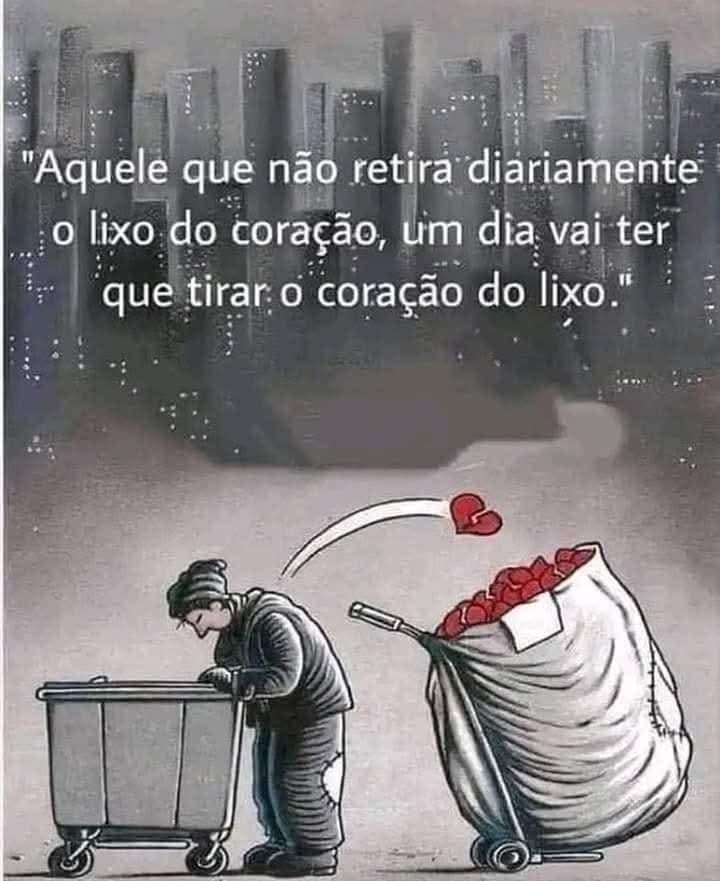 "Aquele que não retira diariamente
o lixo do coração, um dia vai ter
que tirar o coração do lixo."